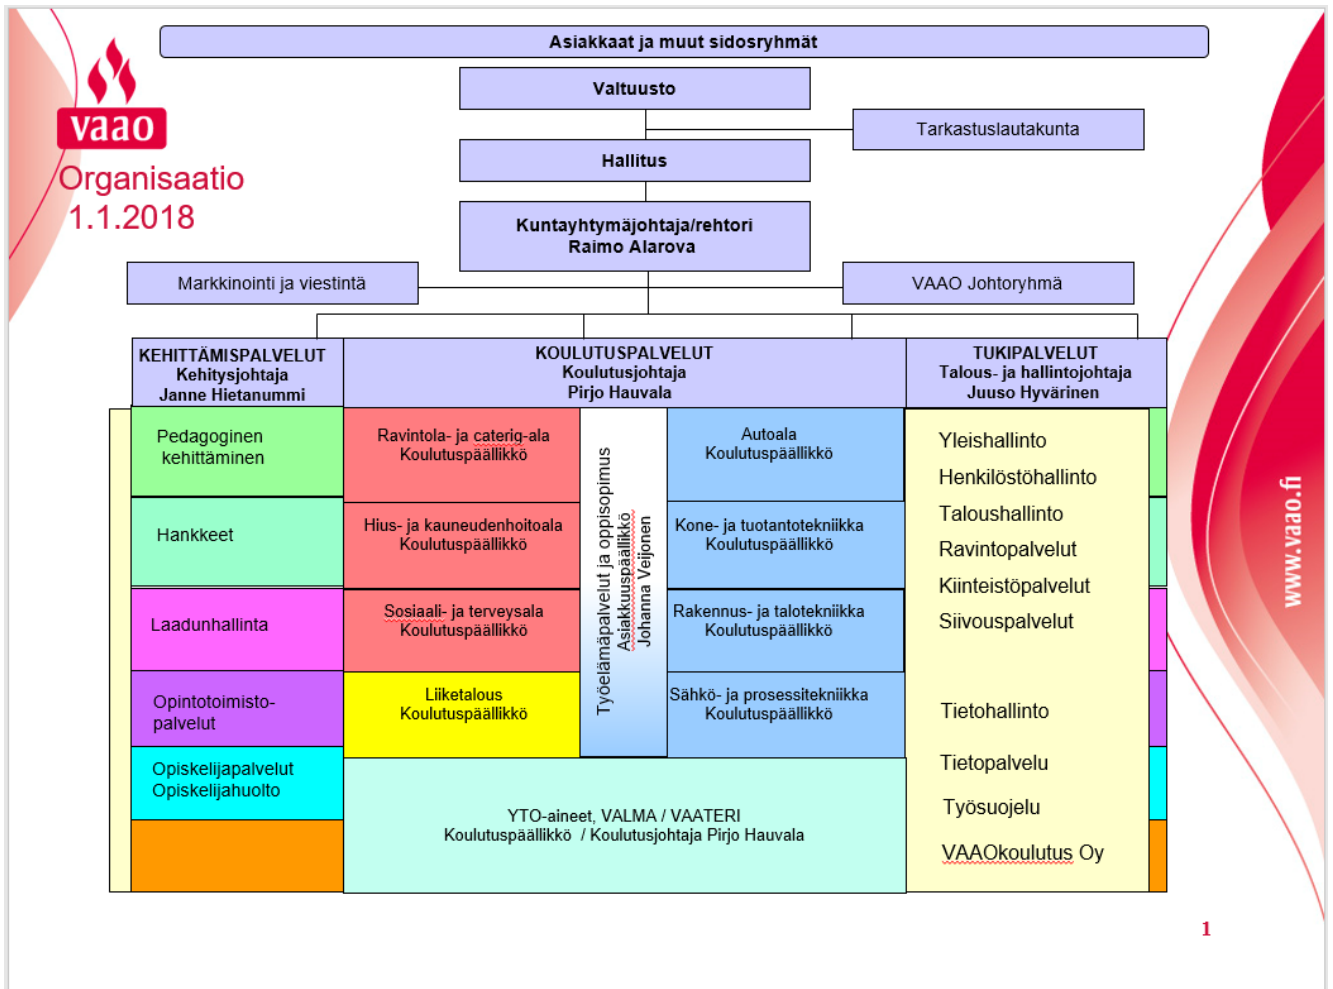 Asiakkaat ja muut sidosryhmät
vaao
Organisaatio
1.1.2018
Valtuusto
Tarkastuslautakunta
Hallitus
Kuntayhtymäjohtaja/rehtori
Raimo Alarova
Markkinointi ja viestintä
VAAO Johtoryhmä
KEHITTÄMISPALVELUT
Kehitysjohtaja
Janne Hietanummi
KOULUTUSPALVELUT
Koulutusjohtaja
Pirjo Hauvala
TUKIPALVELUT
Talous- ja hallintojohtaja
Juuso Hyvärinen
Pedagoginen
kehittäminen
Hankkeet
Laadunhallinta
Opintotoimisto-
palvelut
Opiskelijapalvelut
Opiskelijahuolto
Ravintola- ja caterig-ala
Koulutuspäällikkö
Hius- ja kauneudenhoitoala
Koulutuspäällikkö
Sosiaali- ja terveysala
Koulutuspäällikkö
Liiketalous
Koulutuspäällikkö
Työelämäpalvelut ja oppisopimus
Asiakkuuspäällikkö
Johanna Veijonen
Autoala
Koulutuspäällikkö
Kone- ja tuotantotekniikka
Koulutuspäällikkö
Rakennus- ja talotekniikka
Koulutuspäällikkö
Sähkö- ja prosessitekniikka
Koulutuspäällikkö
YTO-aineet, VALMA / VAATERI
Koulutuspäällikkö / Koulutusjohtaja Pirjo Hauvala
Yleishallinto
Henkilöstöhallinto
Taloushallinto
Ravintopalvelut
Kiinteistöpalvelut
Siivouspalvelut
Tietohallinto
Tietopalvelu
Työsuojelu
VAAOkoulutus Oy
www.vaao.fi
1